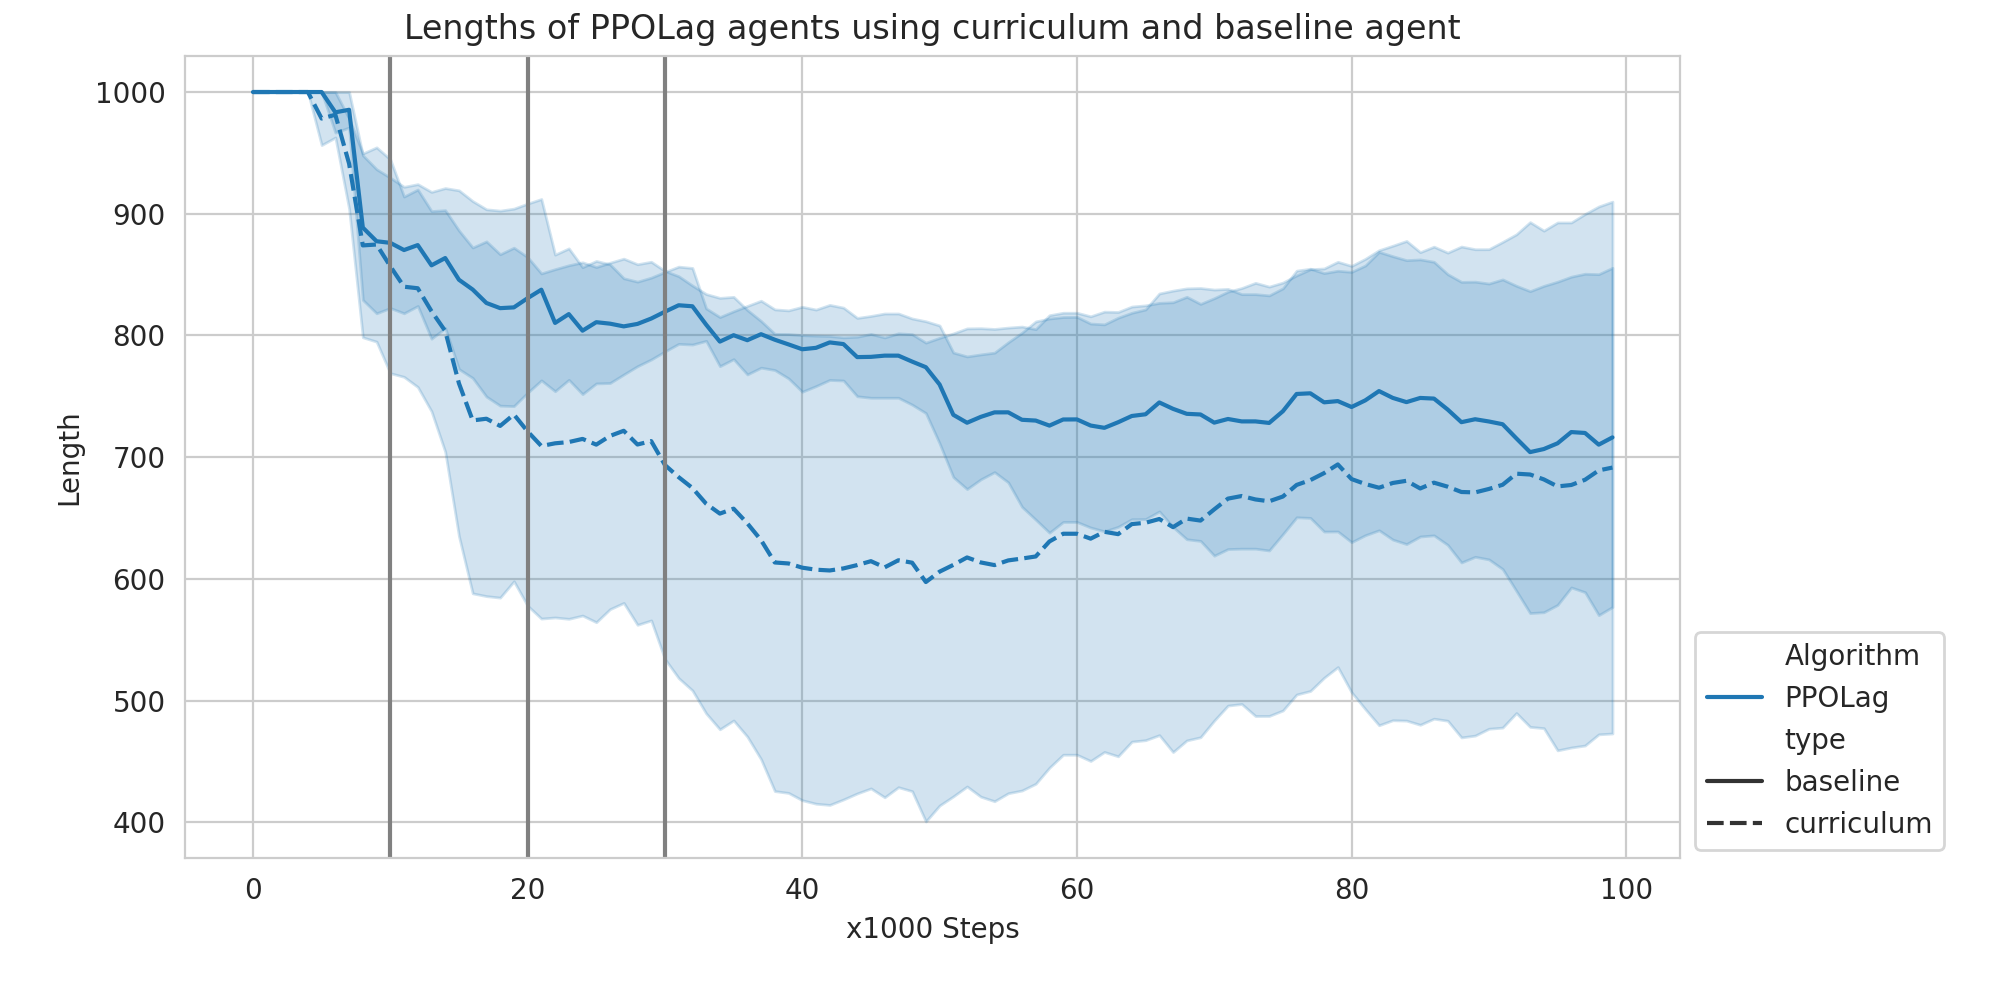 Lengths of PPOLag agents using curriculum and baseline agent
1000
900
800
700
600
500
400
Length
0 20 40 60 80 100
x1000 Steps
Algorithm
PPOLag
type
baseline
curriculum